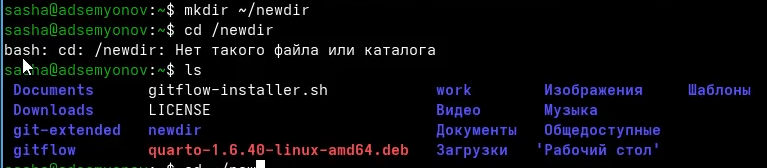 sasha@adsemyonov:~$ mkdir ~/newdir
sasha@adsemyonov:~$ cd /newdir
bash: cd: /newdir: Нет такого файла или каталога
sasha@adsemyonov:~$ ls
Documents gitflow-installer.sh work Изображения Шаблоны
Downloads LICENSE Видео Музыка
git-extended newdir Документы Общедоступные
gitflow quarto-1.6.40-linux-amd64.deb Загрузки 'Рабочий стол'
sasha@adsemyonov:~$ cd